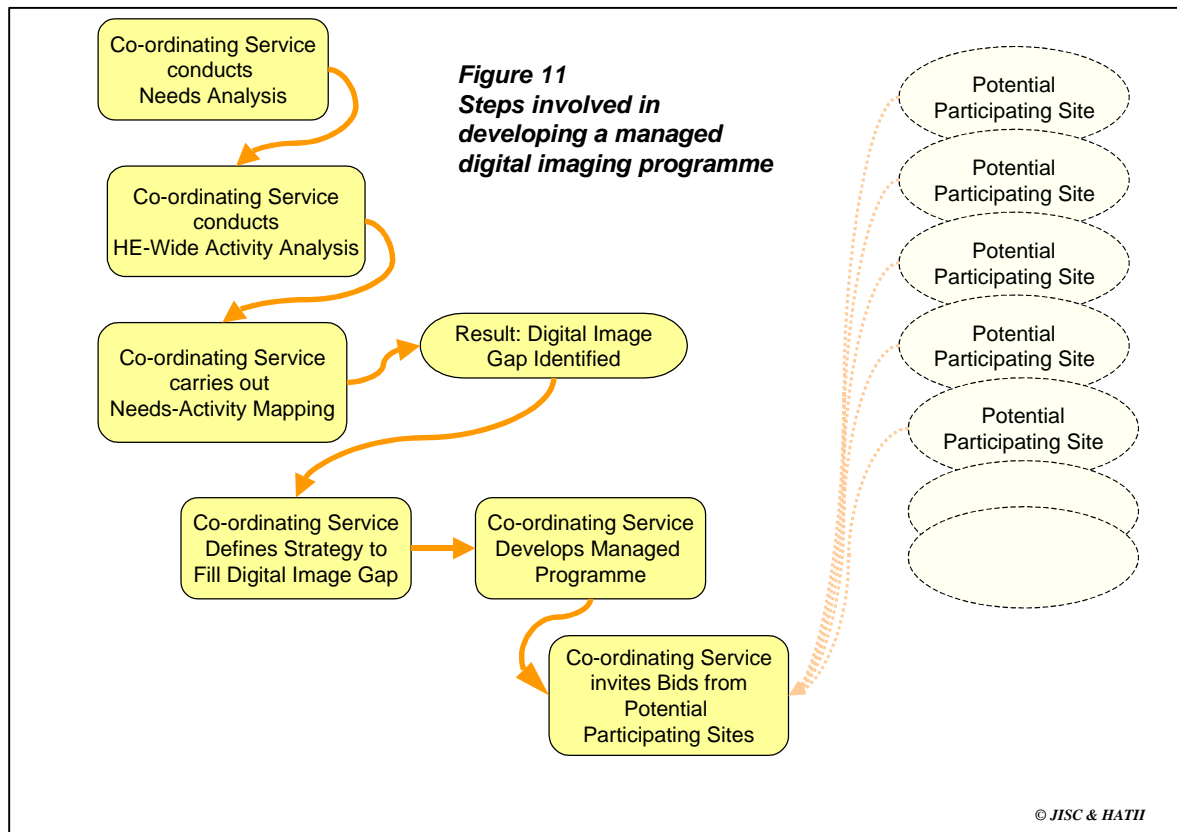 Co-ordinating Service
conducts
Needs Analysis
Figure 11
Steps involved in
developing a managed
digital imaging programme
Co-ordinating Service
conducts
HE-Wide Activity Analysis
Co-ordinating Service
carries out
Needs-Activity Mapping
Result: Digital Image
Gap Identified
Co-ordinating Service
Defines Strategy to
Fill Digital Image Gap
Co-ordinating Service
Develops Managed
Programme
Co-ordinating Service
invites Bids from
Potential
Participating Sites
Potential
Participating Site
Potential
Participating Site
Potential
Participating Site
Potential
Participating Site
Potential
Participating Site
© JISC & HATII